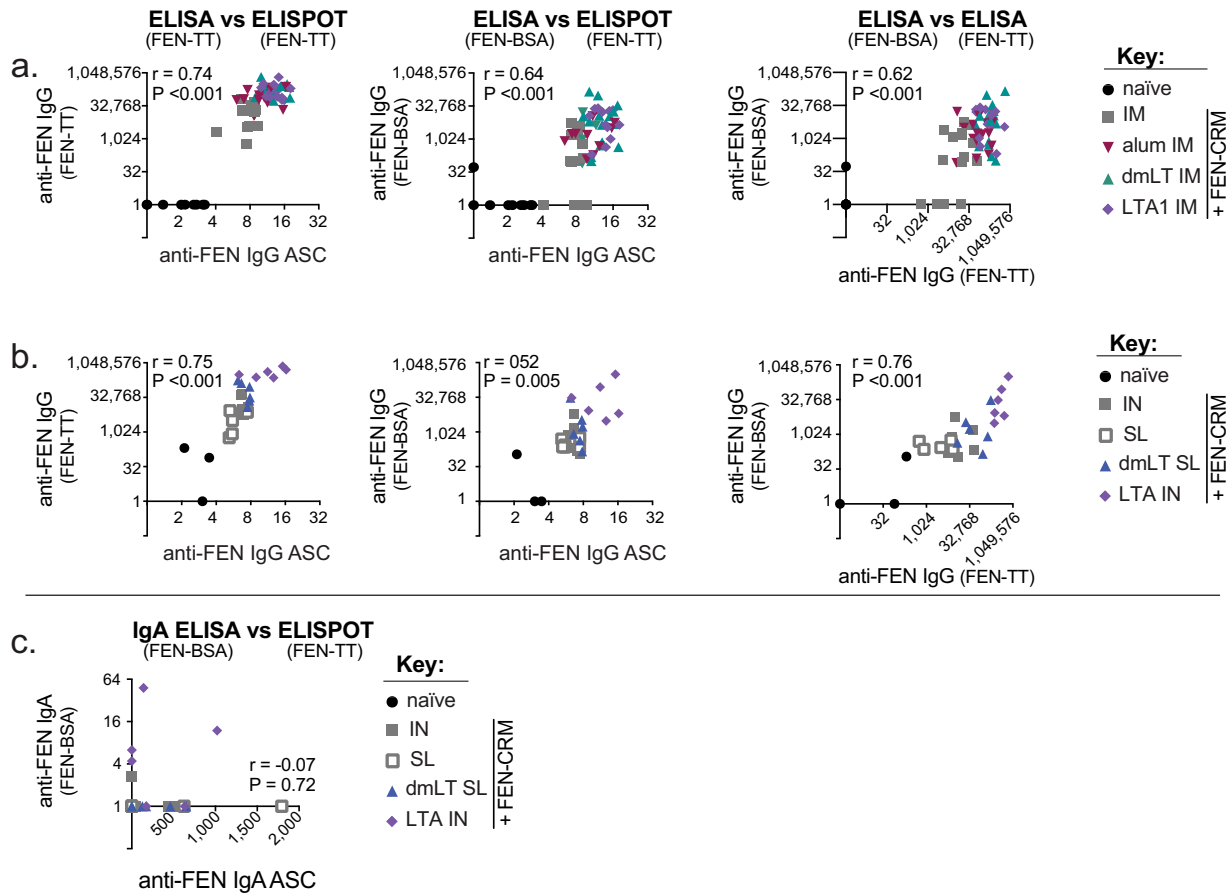 ELISA vs ELISPOT
(FEN-TT) (FEN-TT)
ELISA vs ELISPOT
(FEN-BSA) (FEN-TT)
ELISA vs ELISA
(FEN-BSA) (FEN-TT)
a.
anti-FEN IgG
(FEN-TT)
1,048,576
32,768
1,024
32
1
r = 0.74
P <0.001
2 4 8 16 32
anti-FEN IgG ASC
anti-FEN IgG
(FEN-BSA)
1,048,576
32,768
1,024
32
1
r = 0.64
P <0.001
2 4 8 16 32
anti-FEN IgG ASC
anti-FEN IgG
(FEN-BSA)
1,048,576
32,768
1,024
32
1
r = 0.62
P <0.001
32 1,024 32,768 1,049,576
anti-FEN IgG (FEN-TT)
Key:
naïve
IM
alum IM
dmLT IM
LTA1 IM
+ FEN-CRM
b.
anti-FEN IgG
(FEN-TT)
1,048,576
32,768
1,024
32
1
r = 0.75
P <0.001
2 4 8 16 32
anti-FEN IgG ASC
anti-FEN IgG
(FEN-BSA)
1,048,576
32,768
1,024
32
1
r = 052
P = 0.005
2 4 8 16 32
anti-FEN IgG ASC
anti-FEN IgG
(FEN-BSA)
1,048,576
32,768
1,024
32
1
r = 0.76
P <0.001
32 1,024 32,768 1,049,576
anti-FEN IgG (FEN-TT)
Key:
naïve
IN
SL
dmLT SL
LTA IN
+ FEN-CRM
c.
IgA ELISA vs ELISPOT
(FEN-BSA) (FEN-TT)
anti-FEN IgA
(FEN-BSA)
64
16
4
1
r = -0.07
P = 0.72
500 1,000 1,500 2,000
anti-FEN IgA ASC
Key:
naïve
IN
SL
dmLT SL
LTA IN
+ FEN-CRM